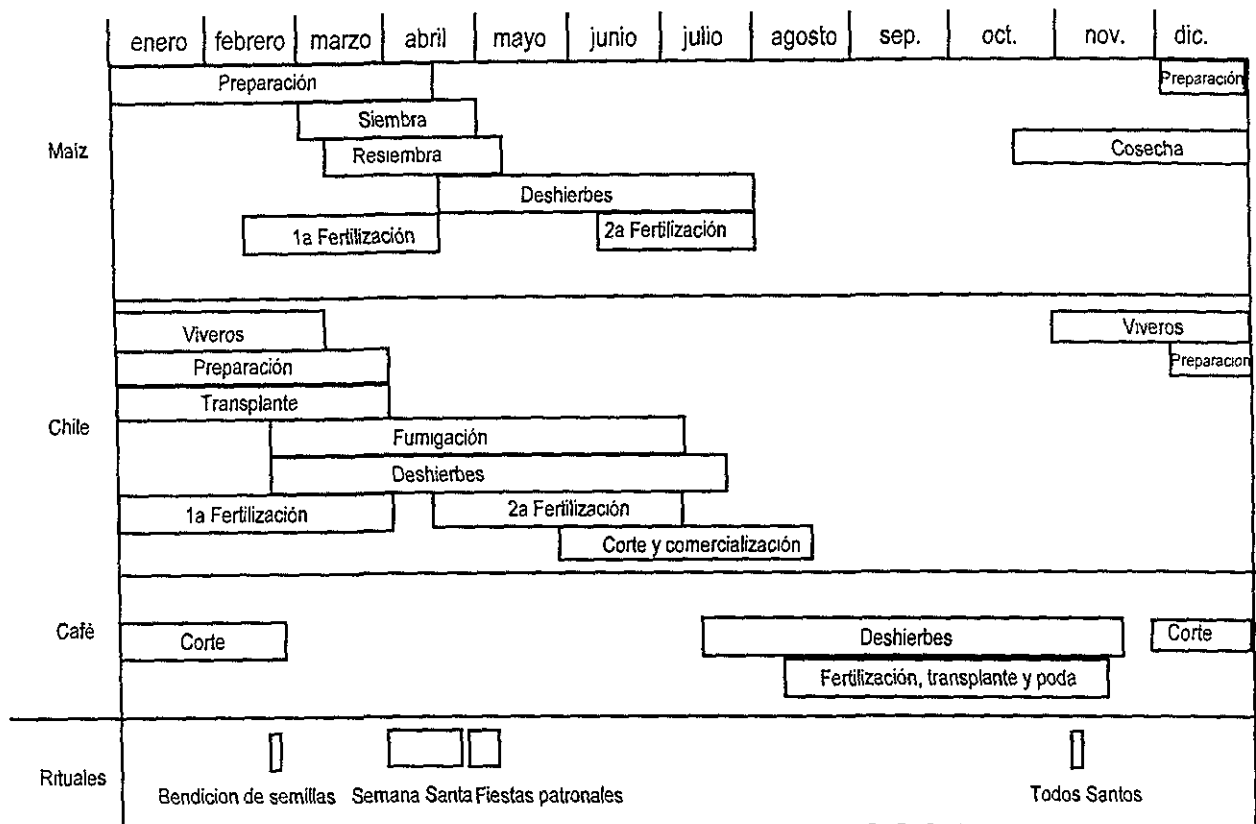 enero febrero marzo abril mayo junio julio agosto sep. oct. nov. dic.
Preparación Preparación
Siembra
Maíz Resiembra Cosecha
Deshierbes
1a Fertilización 2a Fertilización
Viveros Viveros
Preparación Preparacion
Transplante
Chile Fumigación
Deshierbes
1a Fertilización 2a Fertilización
Corte y comercialización
Café Corte Deshierbes Corte
Fertilización, transplante y poda
Rituales
Bendicion de semillas Semana Santa Fiestas patronales Todos Santos